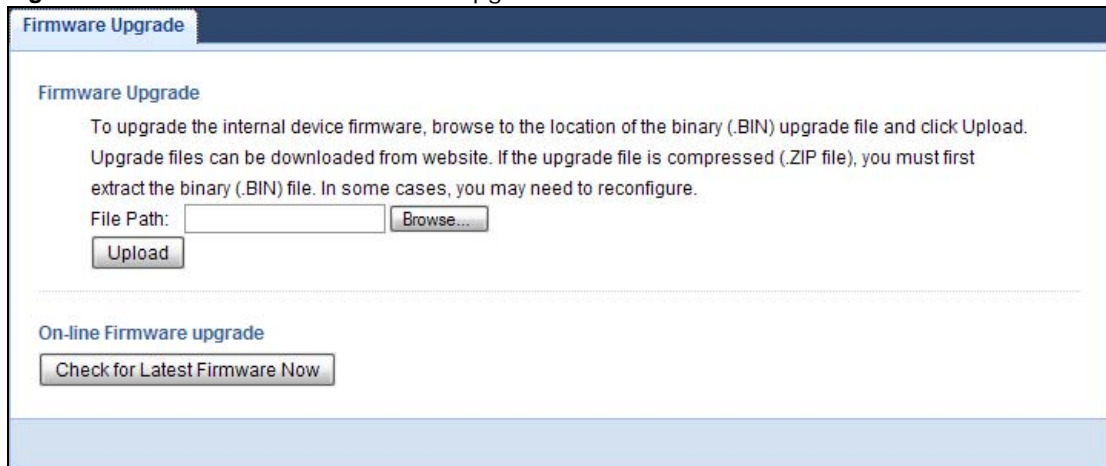 Firmware Upgrade
Firmware Upgrade
To upgrade the internal device firmware, browse to the location of the binary (.BIN) upgrade file and click Upload.
Upgrade files can be downloaded from website. If the upgrade file is compressed (.ZIP file), you must first
extract the binary (.BIN) file. In some cases, you may need to reconfigure.
File Path: Browse...
Upload
On-line Firmware upgrade
Check for Latest Firmware Now